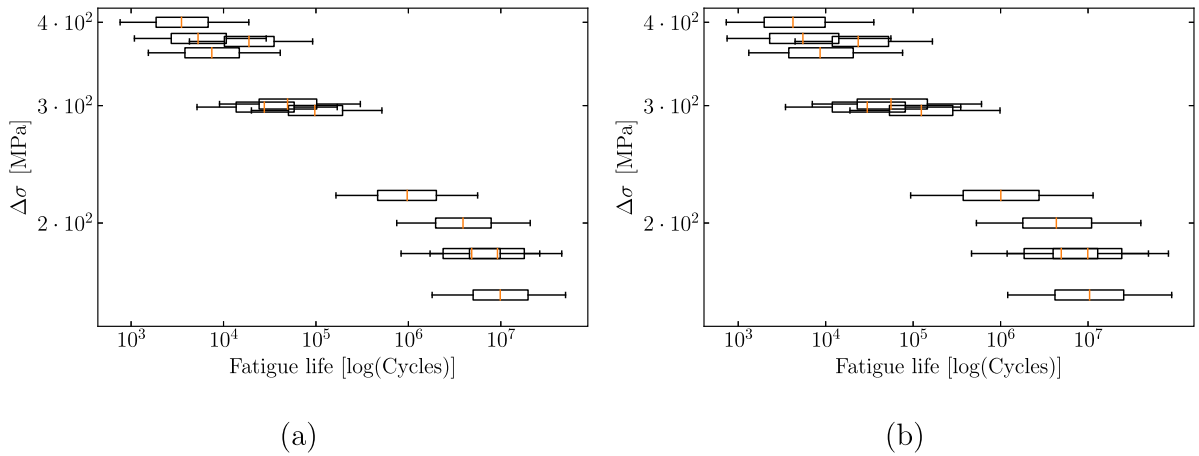 4 · 10²
3 · 10²
2 · 10²
Δσ [MPa]
10³ 10⁴ 10⁵ 10⁶ 10⁷
Fatigue life [log(Cycles)]
(a)
4 · 10²
3 · 10²
2 · 10²
Δσ [MPa]
10³ 10⁴ 10⁵ 10⁶ 10⁷
Fatigue life [log(Cycles)]
(b)